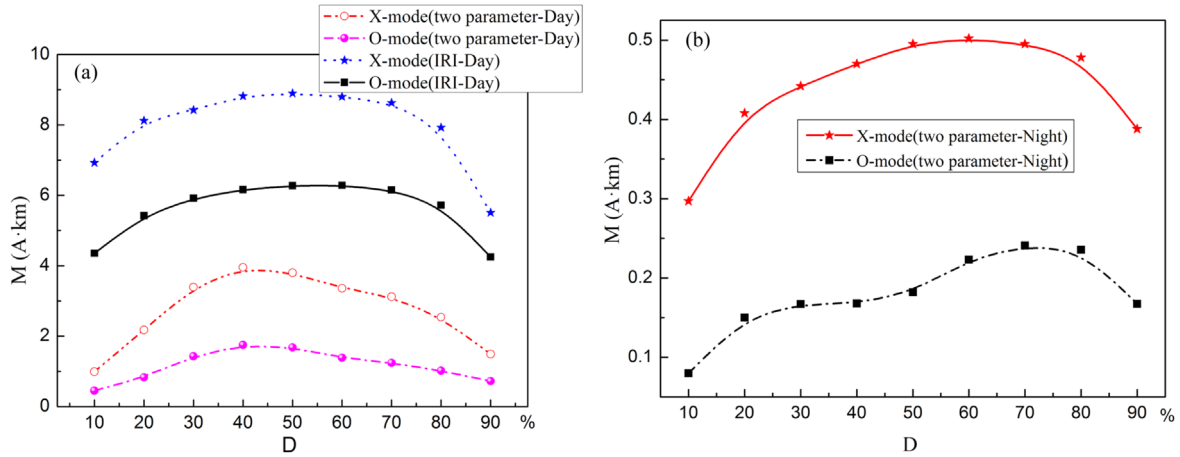 X-mode(two parameter-Day)
O-mode(two parameter-Day)
X-mode(IRI-Day)
O-mode(IRI-Day)
(a)
10
8
6
4
2
0
M (A·km)
10 20 30 40 50 60 70 80 90 %
D
(b)
0.5
0.4
0.3
0.2
0.1
M (A·km)
X-mode(two parameter-Night)
O-mode(two parameter-Night)
10 20 30 40 50 60 70 80 90 %
D